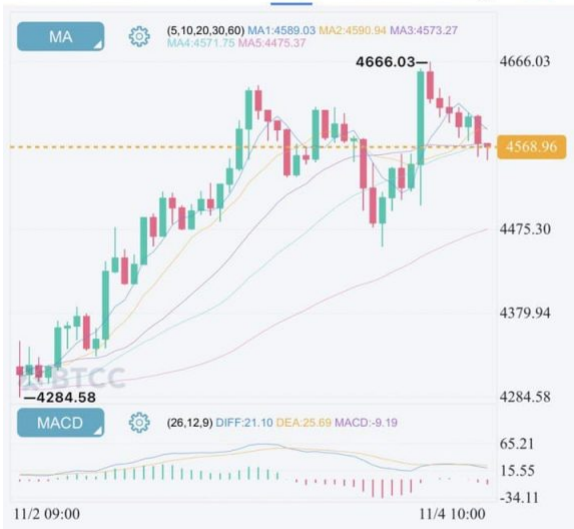 MA
(5,10,20,30,60) MA1:4589.03 MA2:4590.94 MA3:4573.27
MA4:4571.75 MA5:4475.37
4666.03
4666.03
4568.96
4475.30
4379.94
BTCC
4284.58
4284.58
MACD
(26,12,9) DIFF:21.10 DEA:25.69 MACD:-9.19
65.21
15.55
-34.11
11/2 09:00
11/4 10:00